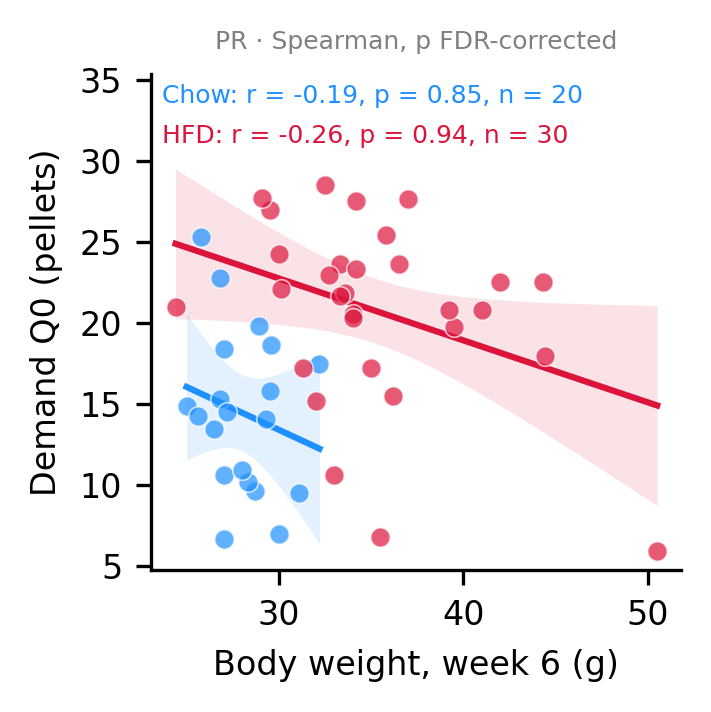 PR · Spearman, p FDR-corrected
Chow: r = -0.19, p = 0.85, n = 20
HFD: r = -0.26, p = 0.94, n = 30
35
30
25
20
15
10
5
Demand Q0 (pellets)
30 40 50
Body weight, week 6 (g)